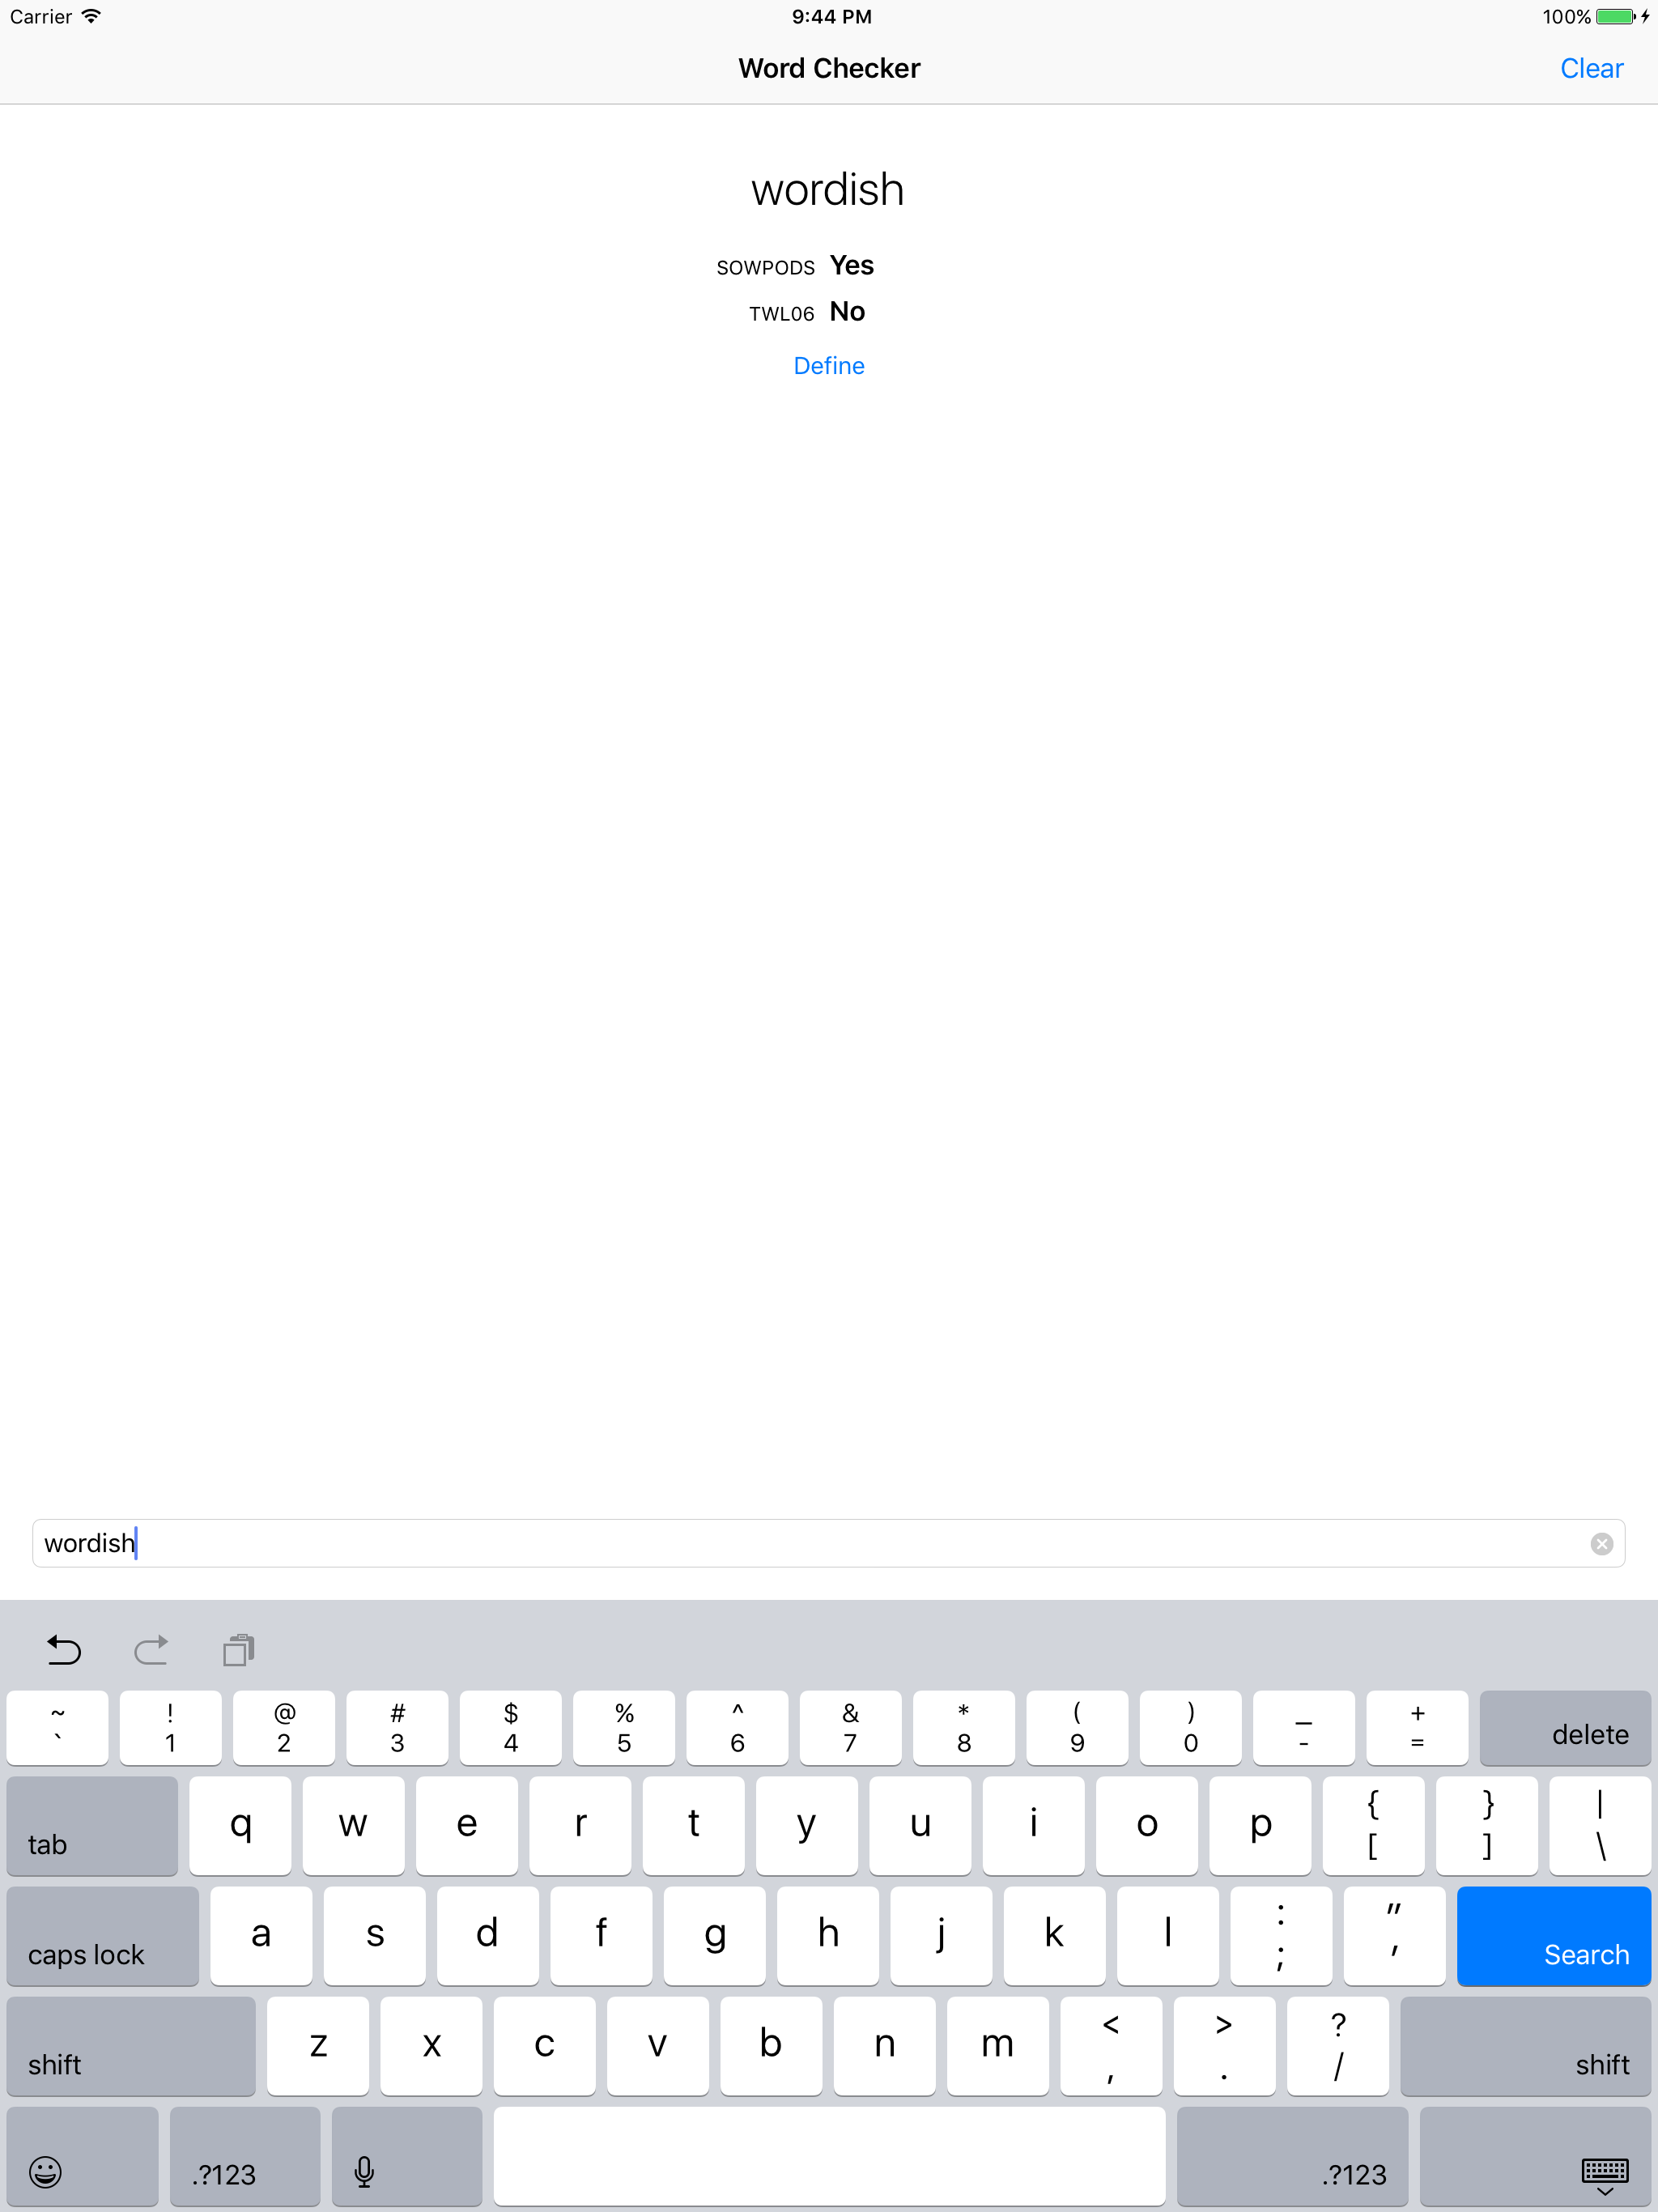 Carrier 9:44 PM 100%
Word Checker Clear
wordish
SOWPODS Yes
TWL06 No
Define
wordish
~ ! @ # $ % ^ & * ( ) _ +
` 1 2 3 4 5 6 7 8 9 0 - = delete
tab q w e r t y u i o p { } |
[ ] \
caps lock a s d f g h j k l : " Search
; '
shift z x c v b n m < > ? shift
, . /
.?123 .?123